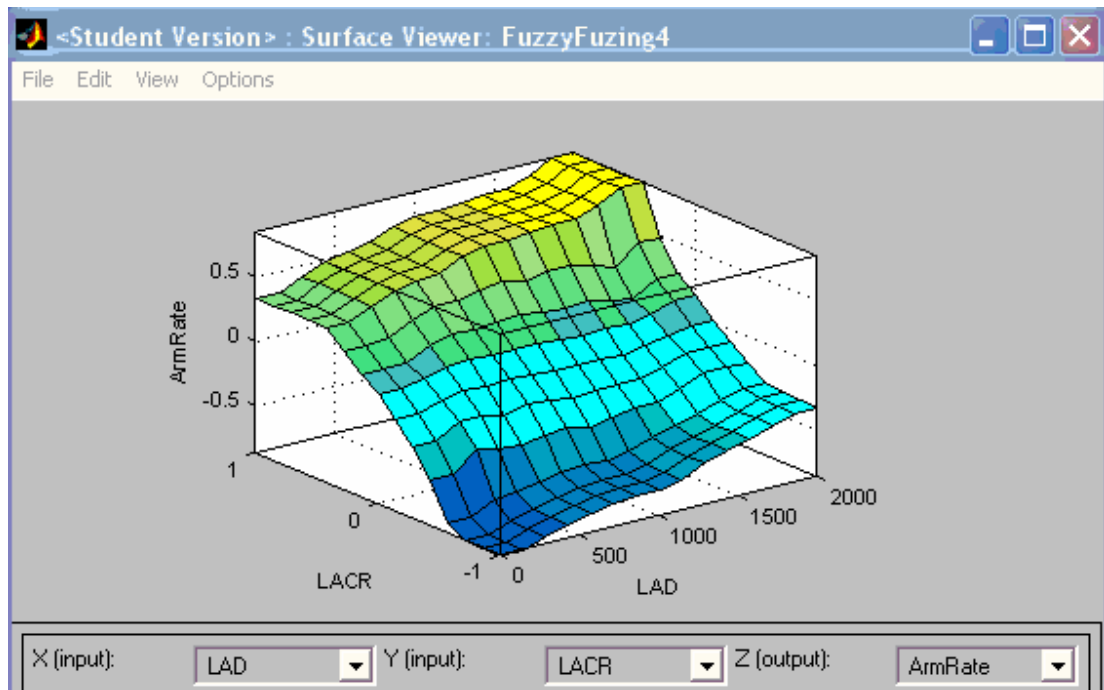 <Student Version> : Surface Viewer: FuzzyFuzing4
File Edit View Options
0.5
0
-0.5
ArmRate
1
0
-1
LACR
0
500
1000
1500
2000
LAD
X (input): LAD Y (input): LACR Z (output): ArmRate